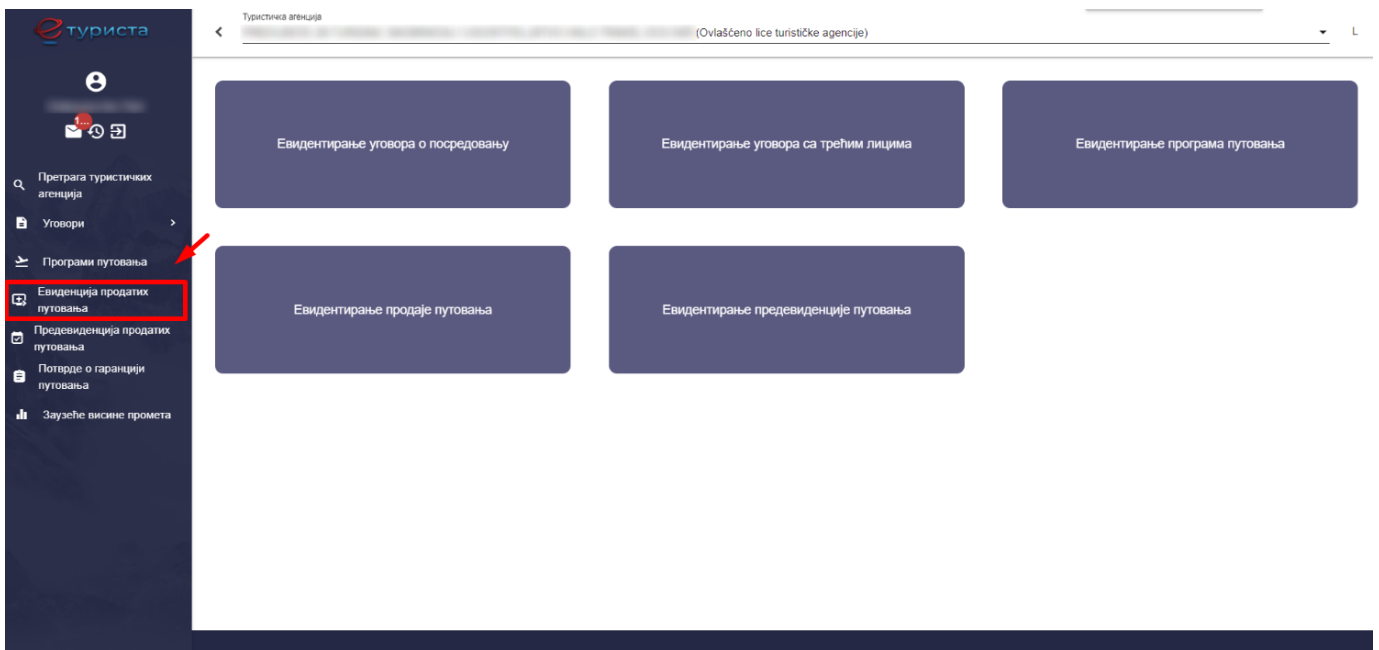 туриста
Туристичка агенција
(Ovlašćeno lice turističke agencije)
L
1...
Претрага туристичких
агенција
Уговори
Програми путовања
Евиденција продатих
путовања
Предевиденција продатих
путовања
Потврде о гаранцији
путовања
Заузеће висине промета
Евидентирање уговора о посредовању
Евидентирање уговора са трећим лицима
Евидентирање програма путовања
Евидентирање продаје путовања
Евидентирање предевиденције путовања